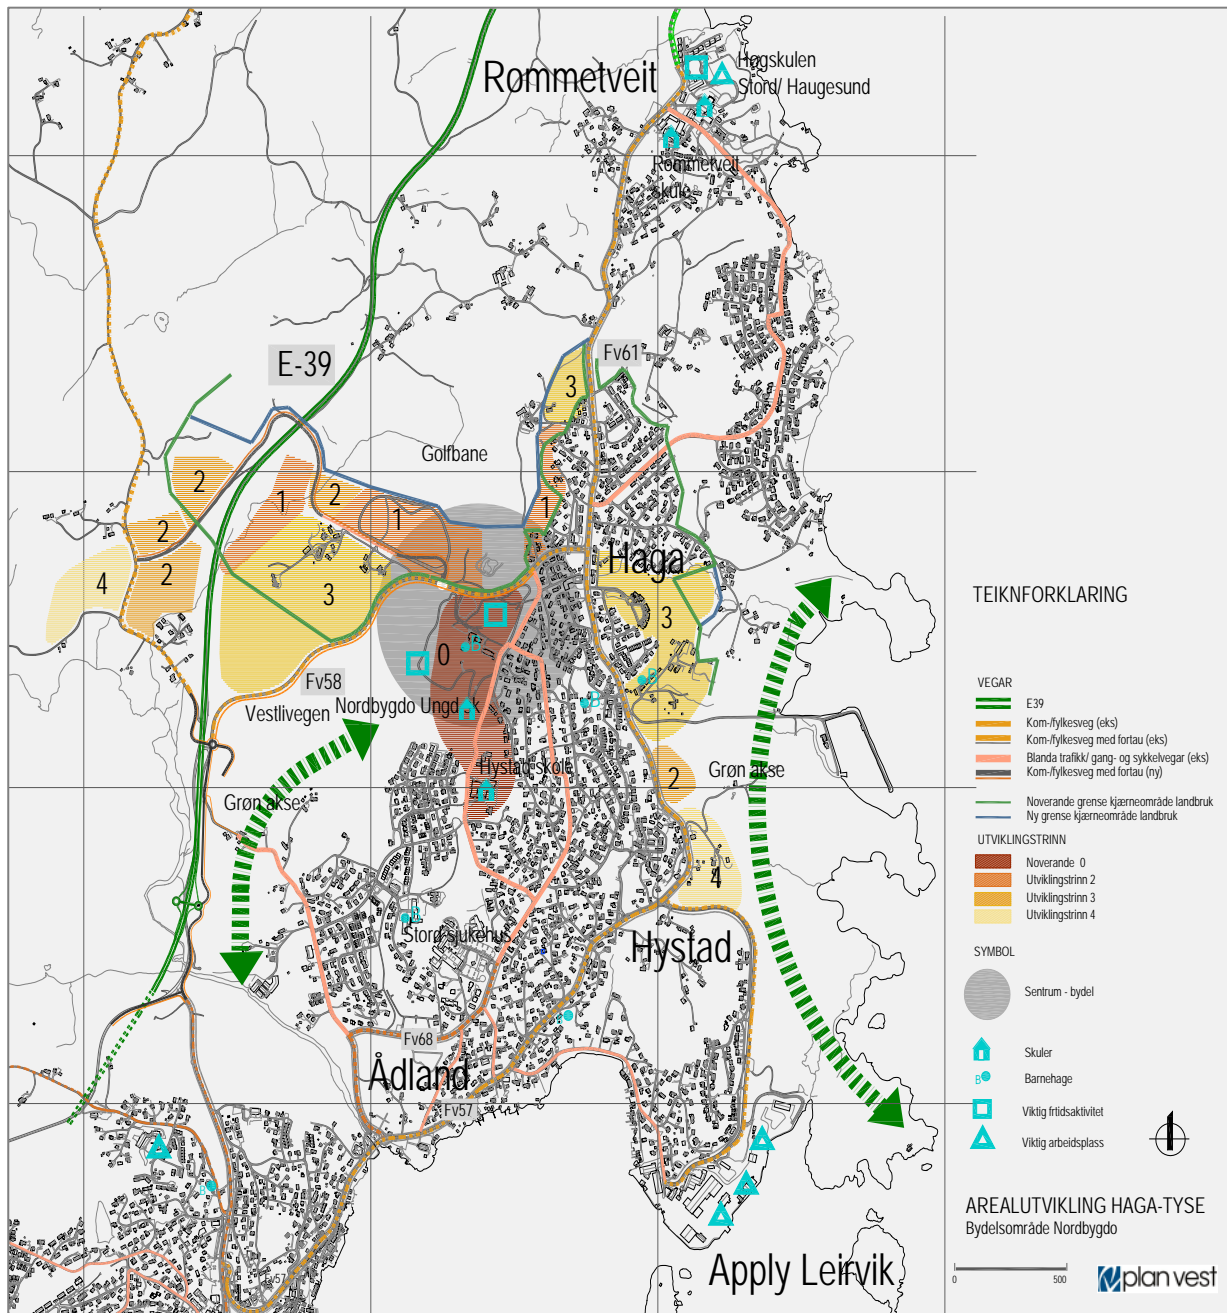 Rommetveit
Høgskulen
Stord/ Haugesund
Rommetveit
skule
E-39
Fv61
3
Golfbane
2
1
2
1
1
2
4
2
3
Haga
3
0
B
B
B
Fv58
Vestlivegen
Nordbygdo Ungdsk
Hystad skole
2
Grøn akse
Grøn akse
4
B
Stord sjukehus
Hystad
Fv68
Ådland
Fv57
B
Fv57
Apply Leirvik
TEIKNFORKLARING
VEGAR
E39
Kom-/fylkesveg (eks)
Kom-/fylkesveg med fortau (eks)
Blanda trafikk/ gang- og sykkelvegar (eks)
Kom-/fylkesveg med fortau (ny)
Noverande grense kjærneområde landbruk
Ny grense kjærneområde landbruk
UTVIKLINGSTRINN
Noverande 0
Utviklingstrinn 2
Utviklingstrinn 3
Utviklingstrinn 4
SYMBOL
Sentrum - bydel
Skuler
B Barnehage
Viktig frtidsaktivitet
Viktig arbeidsplass
AREALUTVIKLING HAGA-TYSE
Bydelsområde Nordbygdo
0 500
plan vest